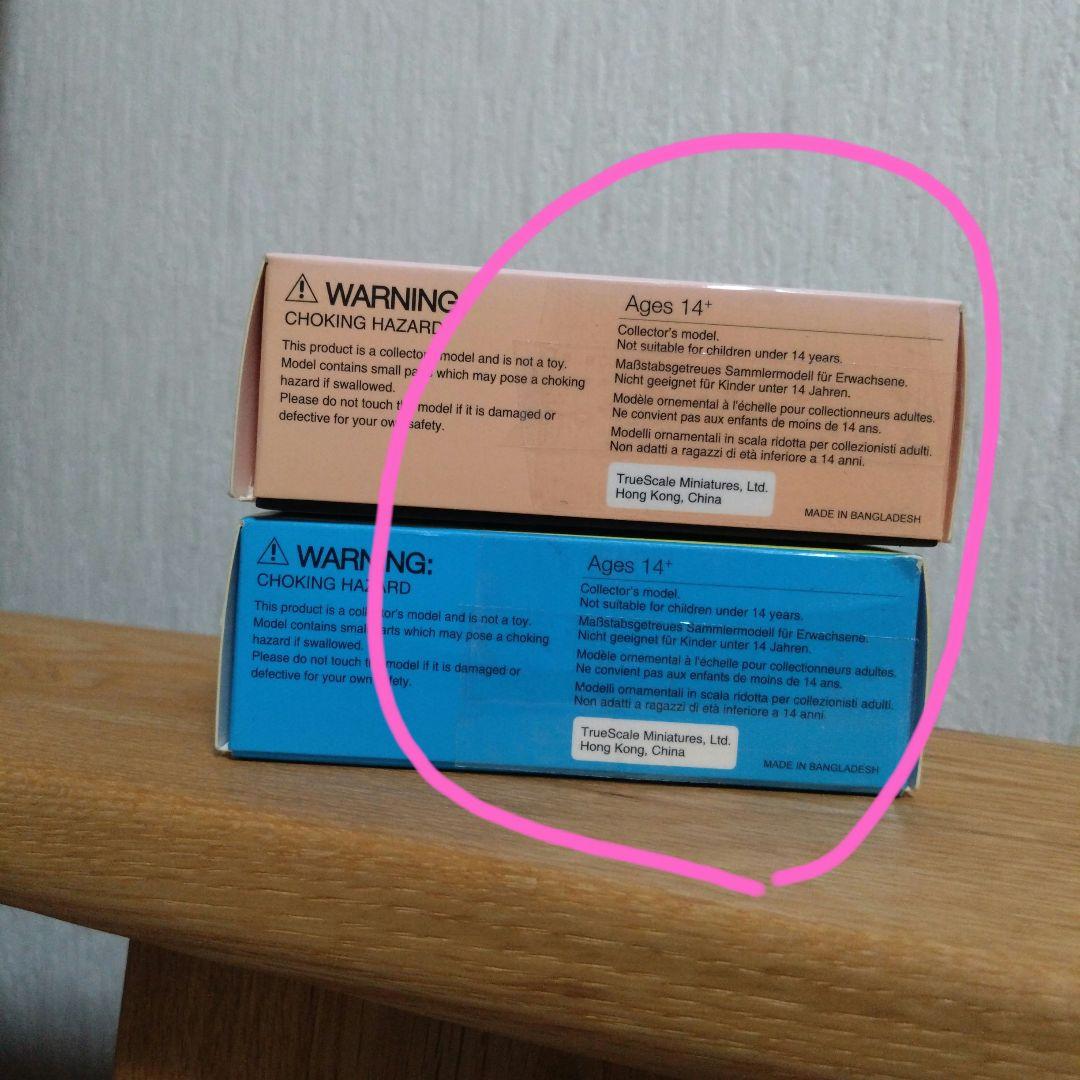 WARNING
CHOKING HAZARD
This product is a collector's model and is not a toy.
Model contains small parts which may pose a choking
hazard if swallowed.
Please do not touch the model if it is damaged or
defective for your own safety.
Ages 14+
Collector's model.
Not suitable for children under 14 years.
Maßstabsgetreues Sammlermodell für Erwachsene.
Nicht geeignet für Kinder unter 14 Jahren.
Modèle ornemental à l'échelle pour collectionneurs adultes.
Ne convient pas aux enfants de moins de 14 ans.
Modelli ornamentali in scala ridotta per collezionisti adulti.
Non adatti a ragazzi di età inferiore a 14 anni.
TrueScale Miniatures, Ltd.
Hong Kong, China
MADE IN BANGLADESH
WARNING:
CHOKING HAZARD
This product is a collector's model and is not a toy.
Model contains small parts which may pose a choking
hazard if swallowed.
Please do not touch the model if it is damaged or
defective for your own safety.
Ages 14+
Collector's model.
Not suitable for children under 14 years.
Maßstabsgetreues Sammlermodell für Erwachsene.
Nicht geeignet für Kinder unter 14 Jahren.
Modèle ornemental à l'échelle pour collectionneurs adultes.
Ne convient pas aux enfants de moins de 14 ans.
Modelli ornamentali in scala ridotta per collezionisti adulti.
Non adatti a ragazzi di età inferiore a 14 anni.
TrueScale Miniatures, Ltd.
Hong Kong, China
MADE IN BANGLADESH